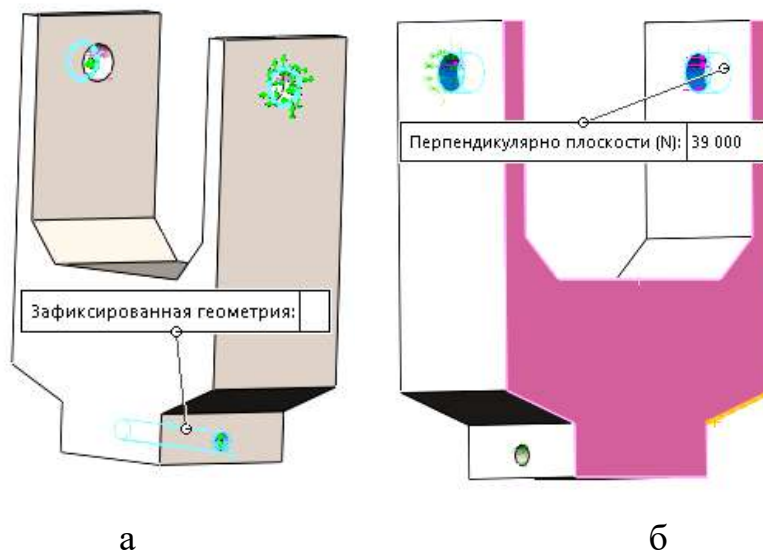 Перпендикулярно плоскости (N): 39 000
Зафиксированная геометрия:
а
б